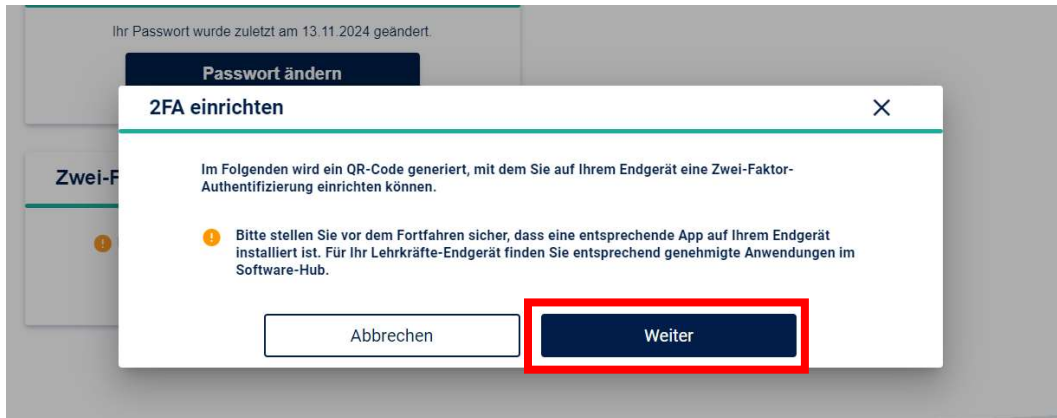 Ihr Passwort wurde zuletzt am 13.11.2024 geändert.
Passwort ändern
2FA einrichten
Im Folgenden wird ein QR-Code generiert, mit dem Sie auf Ihrem Endgerät eine Zwei-Faktor-
Authentifizierung einrichten können.
Zwei-F
Bitte stellen Sie vor dem Fortfahren sicher, dass eine entsprechende App auf Ihrem Endgerät
installiert ist. Für Ihr Lehrkräfte-Endgerät finden Sie entsprechend genehmigte Anwendungen im
Software-Hub.
Abbrechen
Weiter